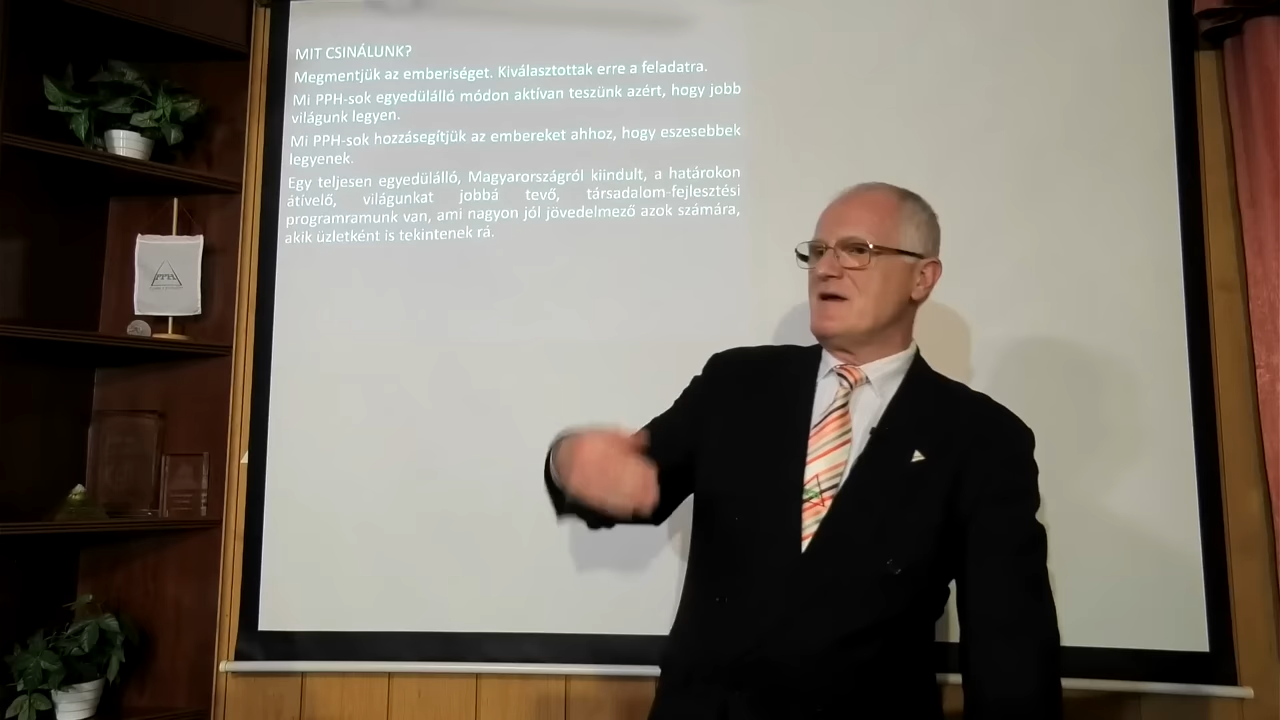 MIT CSINÁLUNK?
Megmentjük az emberiséget. Kiválasztottak erre a feladatra.
Mi PPH-sok egyedülálló módon aktívan teszünk azért, hogy jobb
világunk legyen.
Mi PPH-sok hozzásegítjük az embereket ahhoz, hogy eszesebbek
legyenek.
Egy teljesen egyedülálló, Magyarországról kiindult, a határokon
átívelő, világunkat jobbá tevő, társadalom-fejlesztési
programramunk van, ami nagyon jól jövedelmező azok számára,
akik üzletként is tekintenek rá.